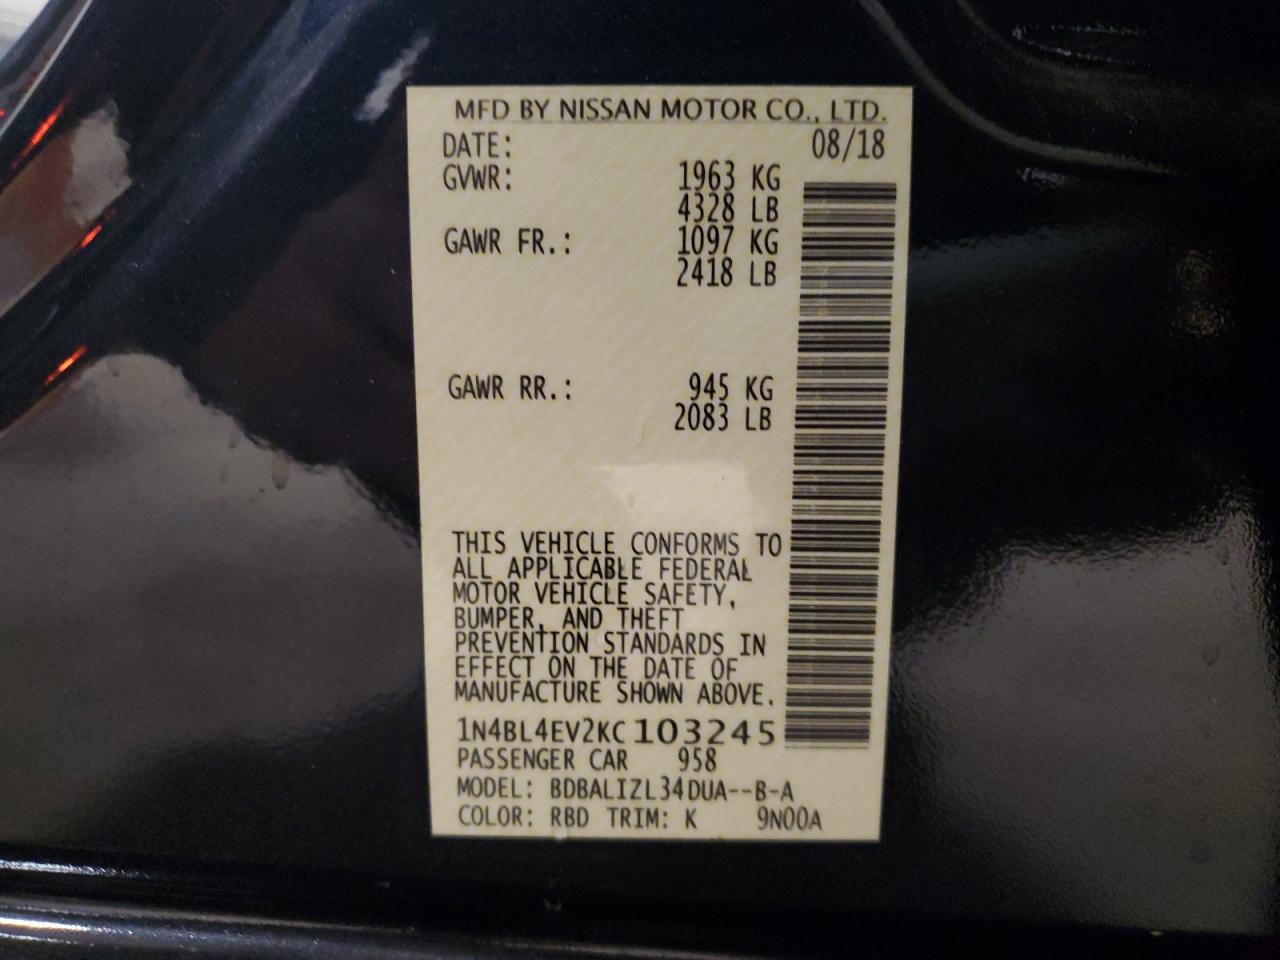 MFD BY NISSAN MOTOR CO., LTD.
DATE: 08/18
GVWR: 1963 KG
4328 LB
GAWR FR.: 1097 KG
2418 LB
GAWR RR.: 945 KG
2083 LB
THIS VEHICLE CONFORMS TO
ALL APPLICABLE FEDERAL
MOTOR VEHICLE SAFETY,
BUMPER, AND THEFT
PREVENTION STANDARDS IN
EFFECT ON THE DATE OF
MANUFACTURE SHOWN ABOVE.
1N4BL4EV2KC103245
PASSENGER CAR 958
MODEL: BDBALIZL34DUA--B-A
COLOR: RBD TRIM: K 9N00A